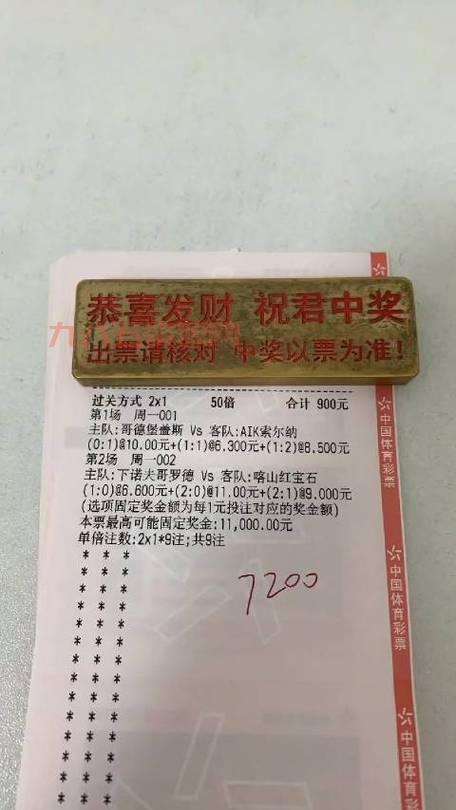 恭喜发财 祝君中奖
出票请核对 中奖以票为准!
过关方式 2x1 50倍 合计 900元
第1场 周一001
主队:哥德堡盖斯 Vs 客队:AIK索尔纳
(0:1)@10.00元+(1:1)@6.300元+(1:2)@8.500元
第2场 周一002
主队:下诺夫哥罗德 Vs 客队:喀山红宝石
(1:0)@6.600元+(2:0)@11.00元+(2:1)@9.000元
(选项固定奖金额为每1元投注对应的奖金额)
本票最高可能固定奖金:11,000.00元
单倍注数:2x1*9注;共9注
7200
中国体育彩票
中国体育彩票
中国体育彩票